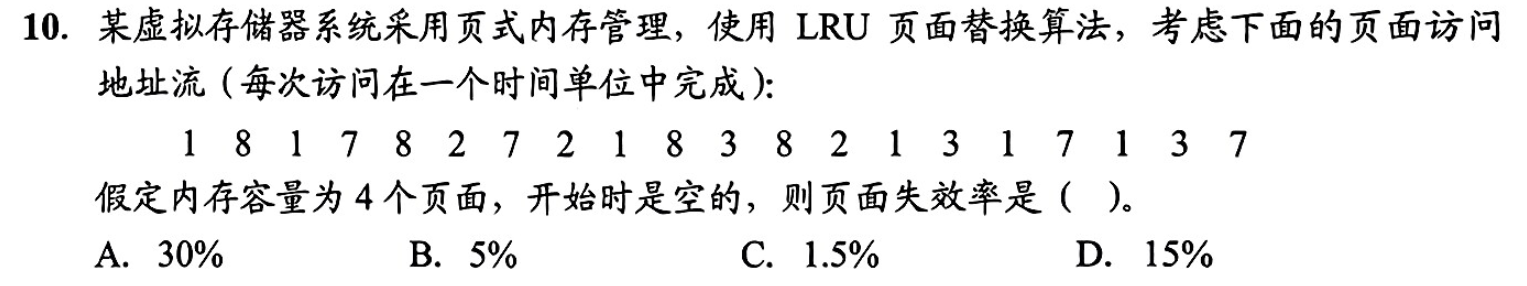 10. 某虚拟存储器系统采用页式内存管理，使用 LRU 页面替换算法，考虑下面的页面访问
地址流（每次访问在一个时间单位中完成）：
1 8 1 7 8 2 7 2 1 8 3 8 2 1 3 1 7 1 3 7
假定内存容量为 4 个页面，开始时是空的，则页面失效率是（ ）。
A. 30% B. 5% C. 1.5% D. 15%